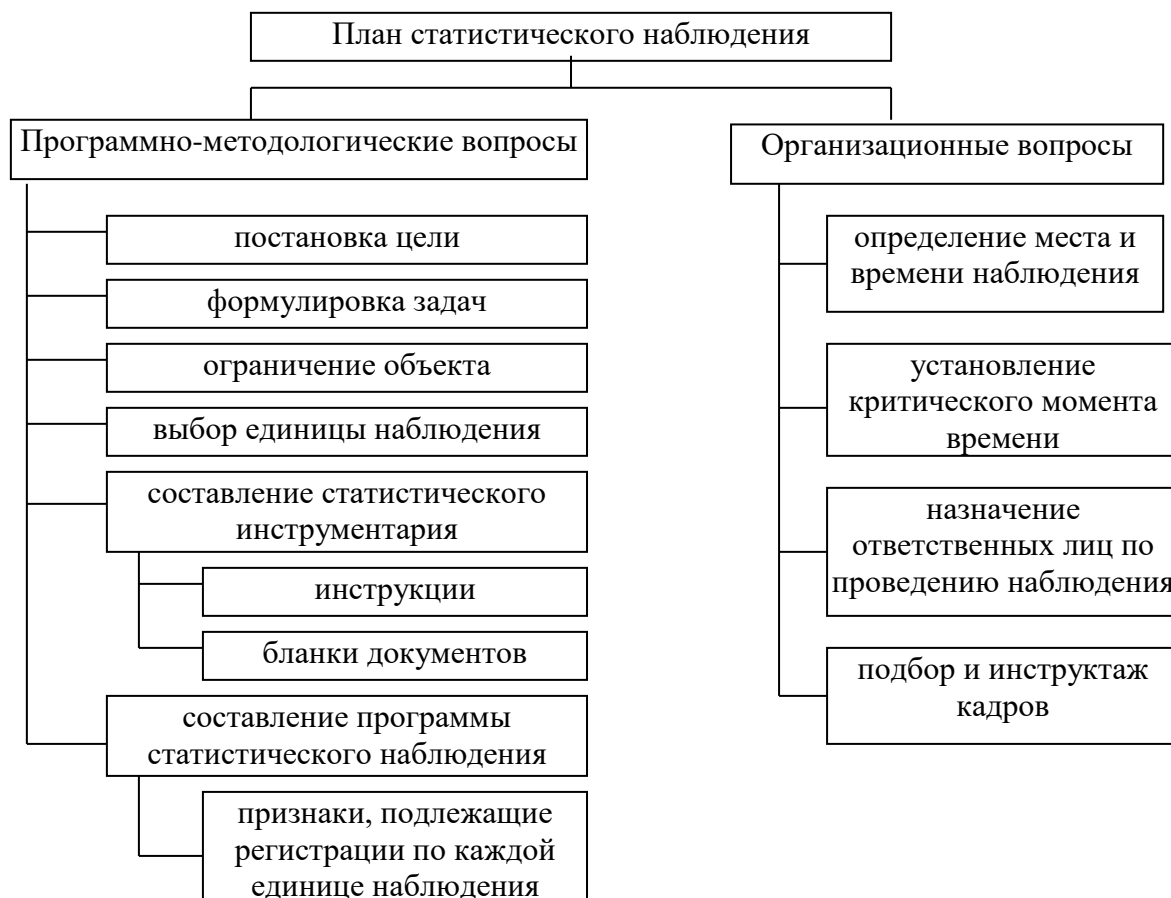 План статистического наблюдения
Программно-методологические вопросы
постановка цели
формулировка задач
ограничение объекта
выбор единицы наблюдения
составление статистического
инструментария
инструкции
бланки документов
составление программы
статистического наблюдения
признаки, подлежащие
регистрации по каждой
единице наблюдения
Организационные вопросы
определение места и
времени наблюдения
установление
критического момента
времени
назначение
ответственных лиц по
проведению наблюдения
подбор и инструктаж
кадров